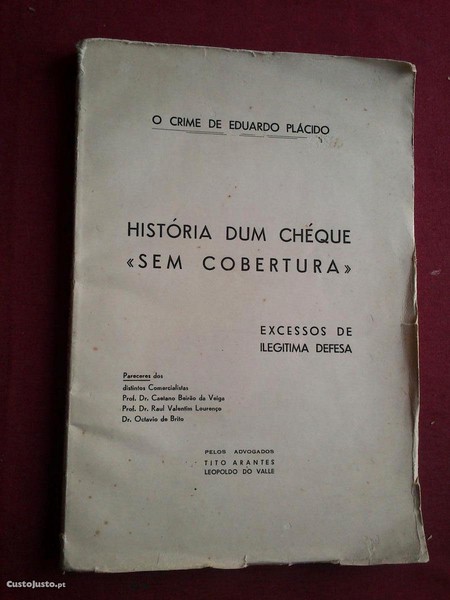 O CRIME DE EDUARDO PLÁCIDO
HISTÓRIA DUM CHÉQUE
«SEM COBERTURA»
EXCESSOS DE
ILEGITIMA DEFESA
Pareceres dos
distintos Comercialistas
Prof. Dr. Caetano Beirão da Veiga
Prof. Dr. Raul Valentim Lourenço
Dr. Octavio de Brito
PELOS ADVOGADOS
TITO ARANTES
LEOPOLDO DO VALLE
CustoJusto.pt